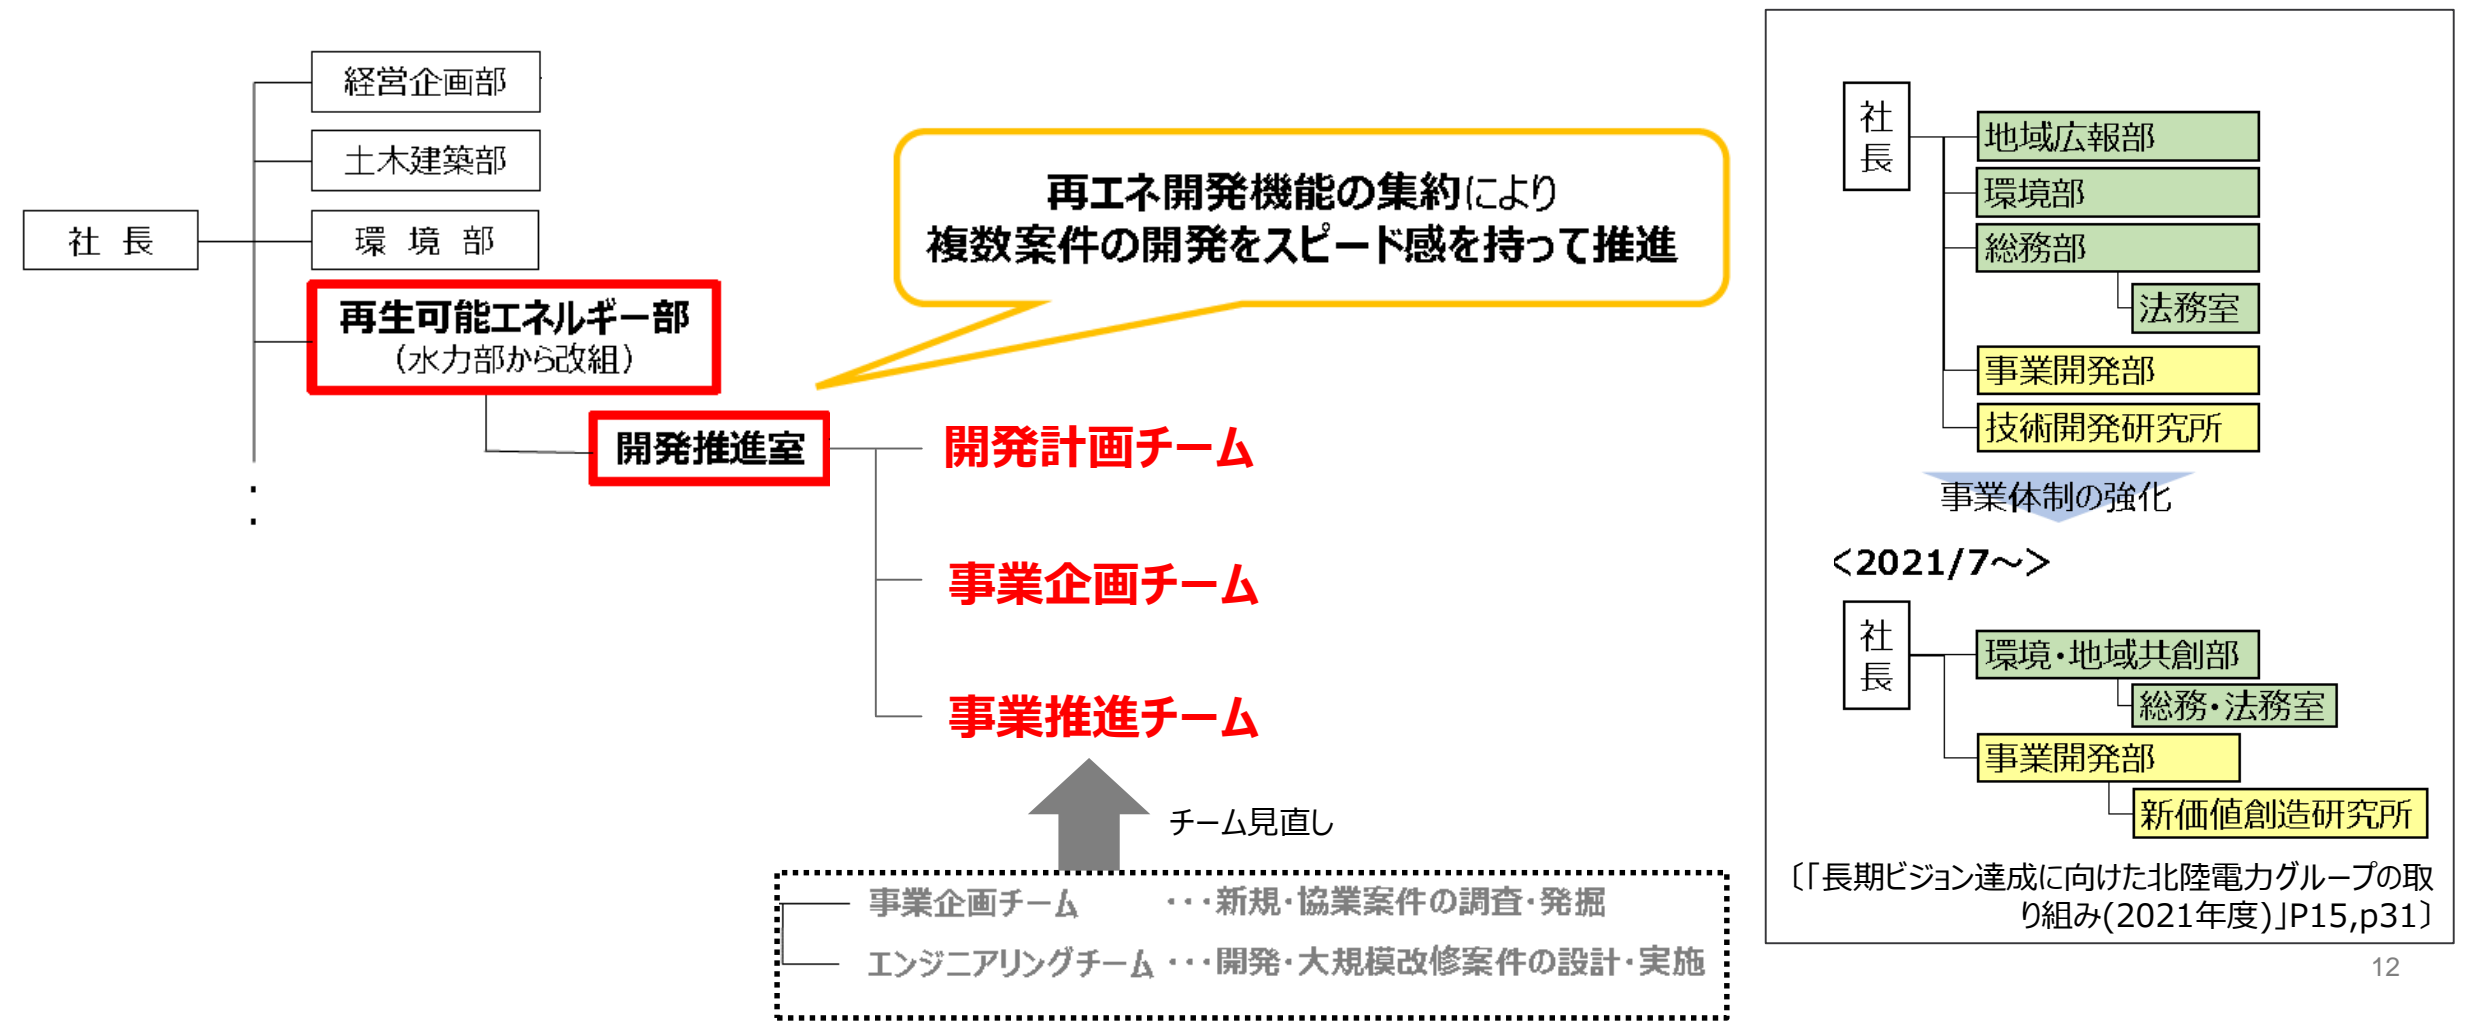 経営企画部
土木建築部
社 長
環 境 部
再生可能エネルギー部
(水力部から改組)
:
開発推進室
再エネ開発機能の集約により
複数案件の開発をスピード感を持って推進
開発計画チーム
事業企画チーム
事業推進チーム
チーム見直し
事業企画チーム ・・・新規・協業案件の調査・発掘
エンジニアリングチーム ・・・開発・大規模改修案件の設計・実施
社
長
地域広報部
環境部
総務部
法務室
事業開発部
技術開発研究所
事業体制の強化
<2021/7～>
社
長
環境・地域共創部
総務・法務室
事業開発部
新価値創造研究所
〔「長期ビジョン達成に向けた北陸電力グループの取
り組み(2021年度)」P15,p31〕
12